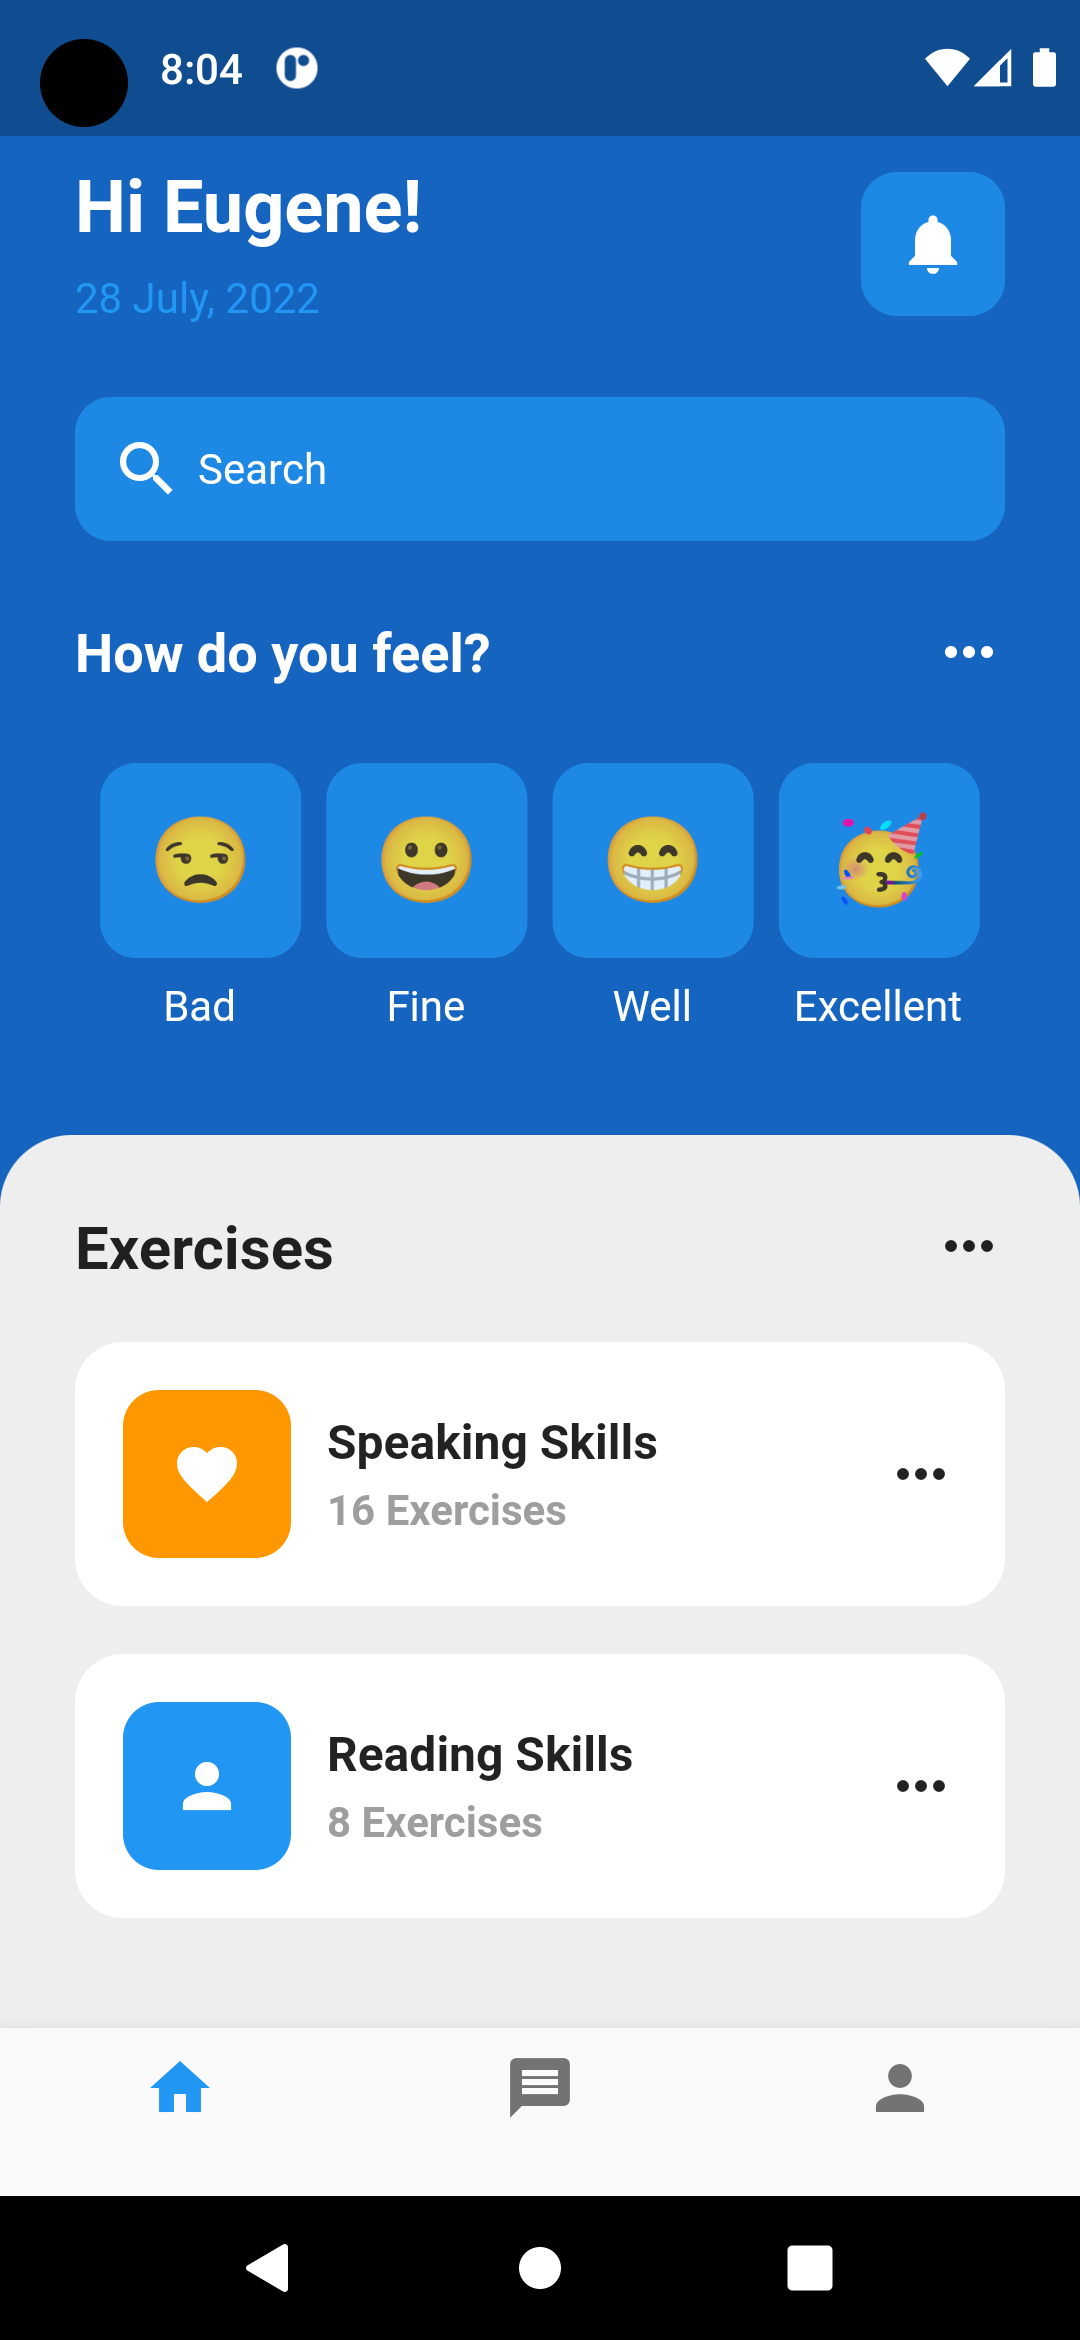 8:04
Hi Eugene!
28 July, 2022
Search
How do you feel?
Bad
Fine
Well
Excellent
Exercises
Speaking Skills
16 Exercises
Reading Skills
8 Exercises